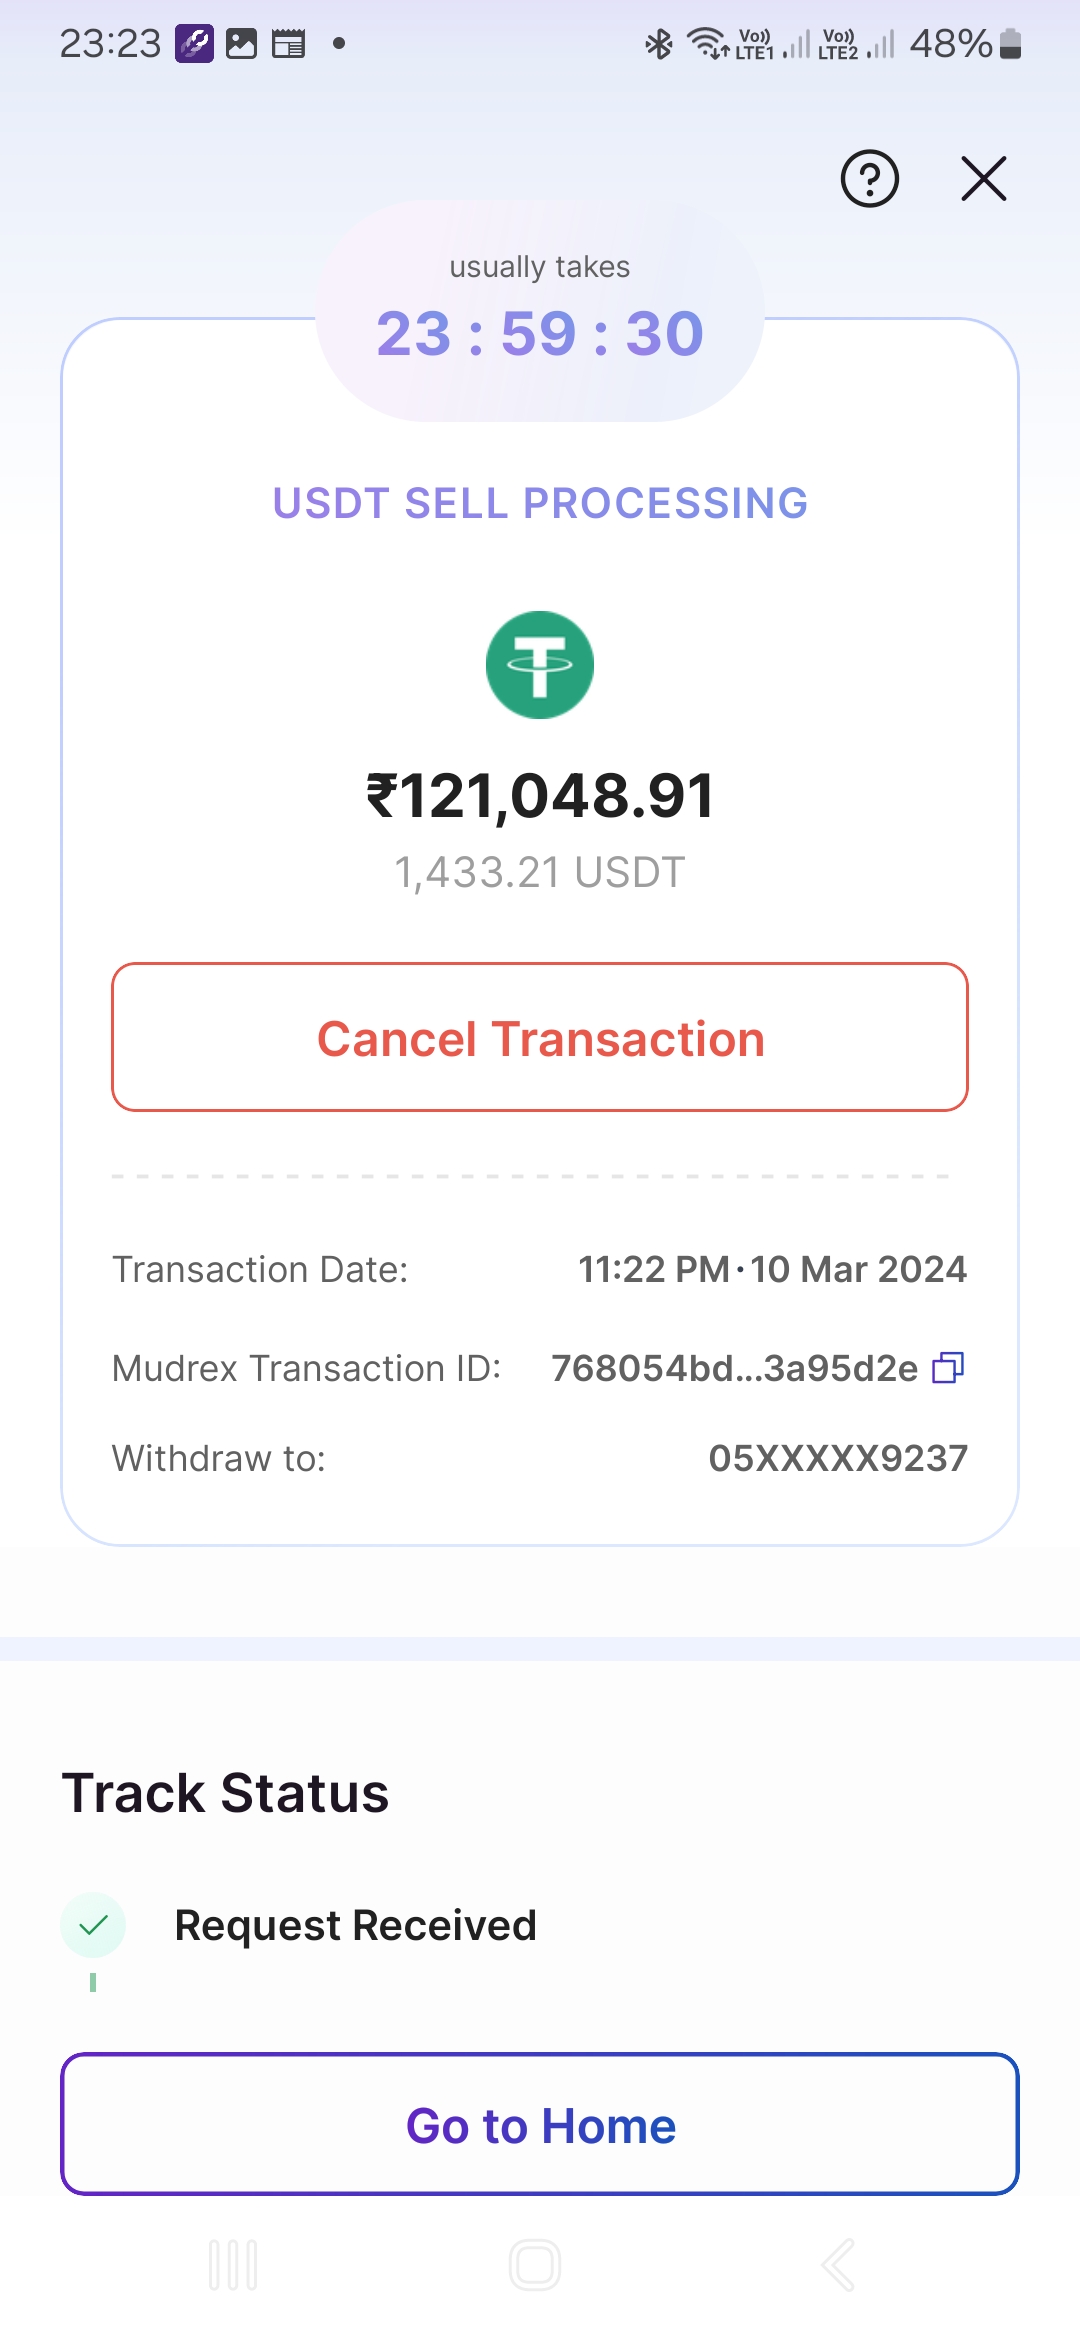 23:23
Vo)) LTE1 Vo)) LTE2 48%
usually takes
23 : 59 : 30
USDT SELL PROCESSING
₹121,048.91
1,433.21 USDT
Cancel Transaction
Transaction Date: 11:22 PM · 10 Mar 2024
Mudrex Transaction ID: 768054bd...3a95d2e
Withdraw to: 05XXXXX9237
Track Status
Request Received
Go to Home